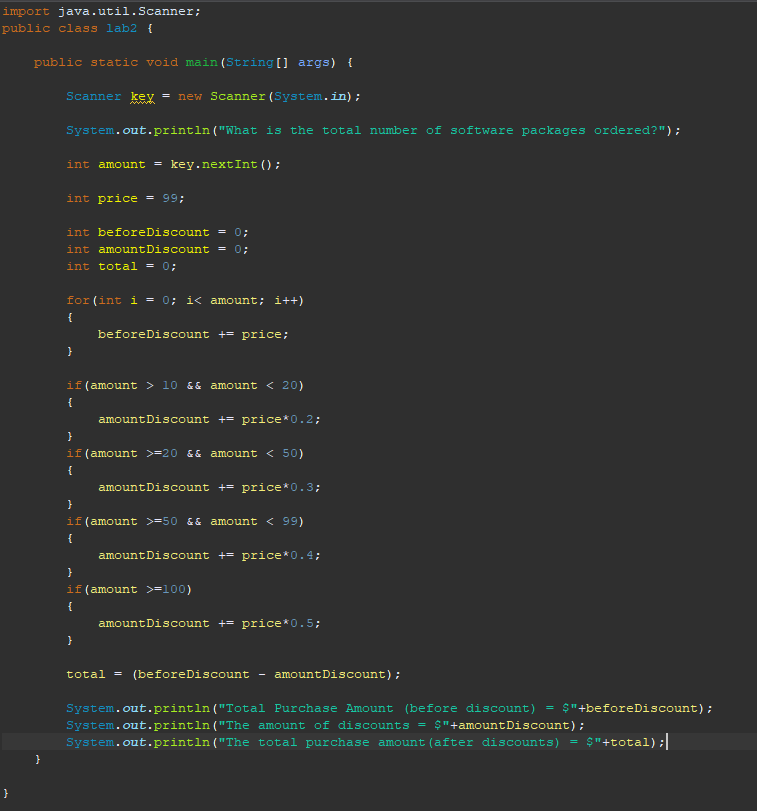 import java.util.Scanner;
public class lab2 {
public static void main(String[] args) {
Scanner key = new Scanner(System.in);
System.out.println("What is the total number of software packages ordered?");
int amount = key.nextInt();
int price = 99;
int beforeDiscount = 0;
int amountDiscount = 0;
int total = 0;
for(int i = 0; i< amount; i++)
{
beforeDiscount += price;
}
if(amount > 10 && amount < 20)
{
amountDiscount += price*0.2;
}
if(amount >=20 && amount < 50)
{
amountDiscount += price*0.3;
}
if(amount >=50 && amount < 99)
{
amountDiscount += price*0.4;
}
if(amount >=100)
{
amountDiscount += price*0.5;
}
total = (beforeDiscount - amountDiscount);
System.out.println("Total Purchase Amount (before discount) = $"+beforeDiscount);
System.out.println("The amount of discounts = $"+amountDiscount);
System.out.println("The total purchase amount(after discounts) = $"+total);
}
}